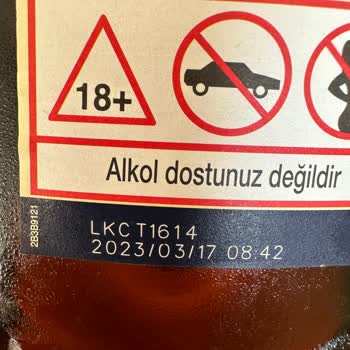 18+
Alkol dostunuz değildir
2B3B9121
LKC T1614
2023/03/17 08:42